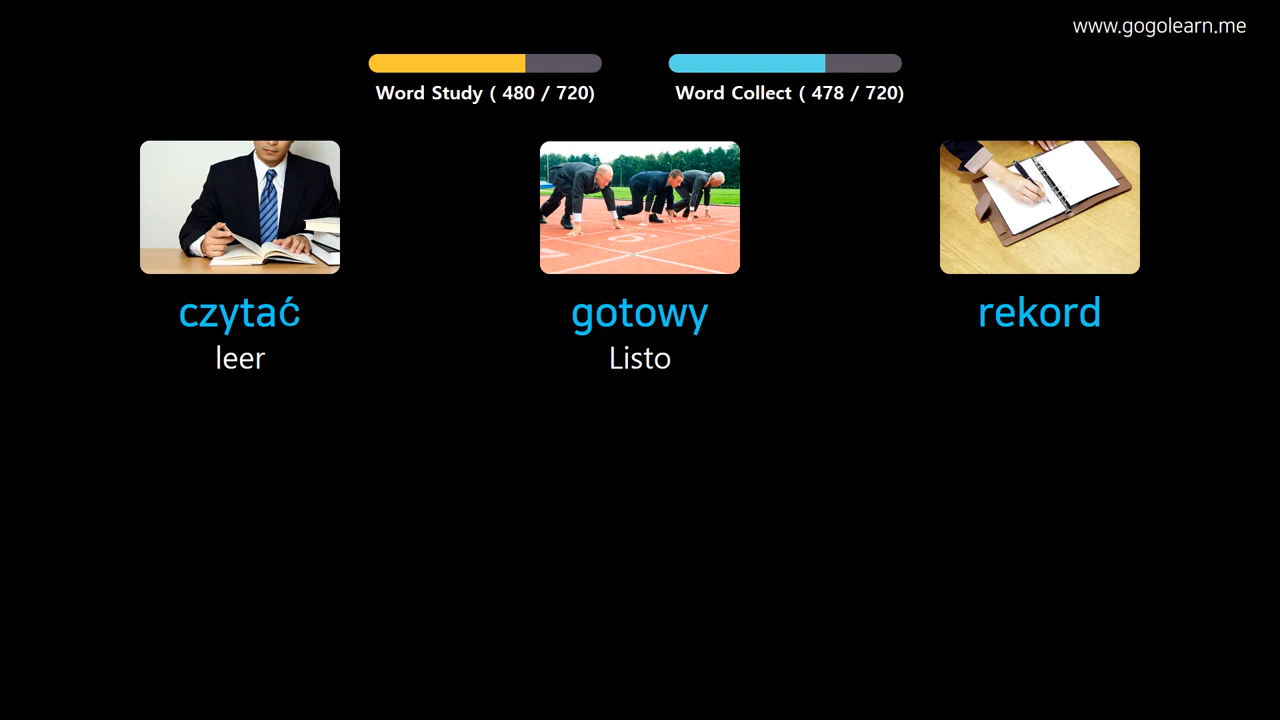 www.gogolearn.me
Word Study ( 480 / 720)
Word Collect ( 478 / 720)
czytać
gotowy
rekord
leer
Listo